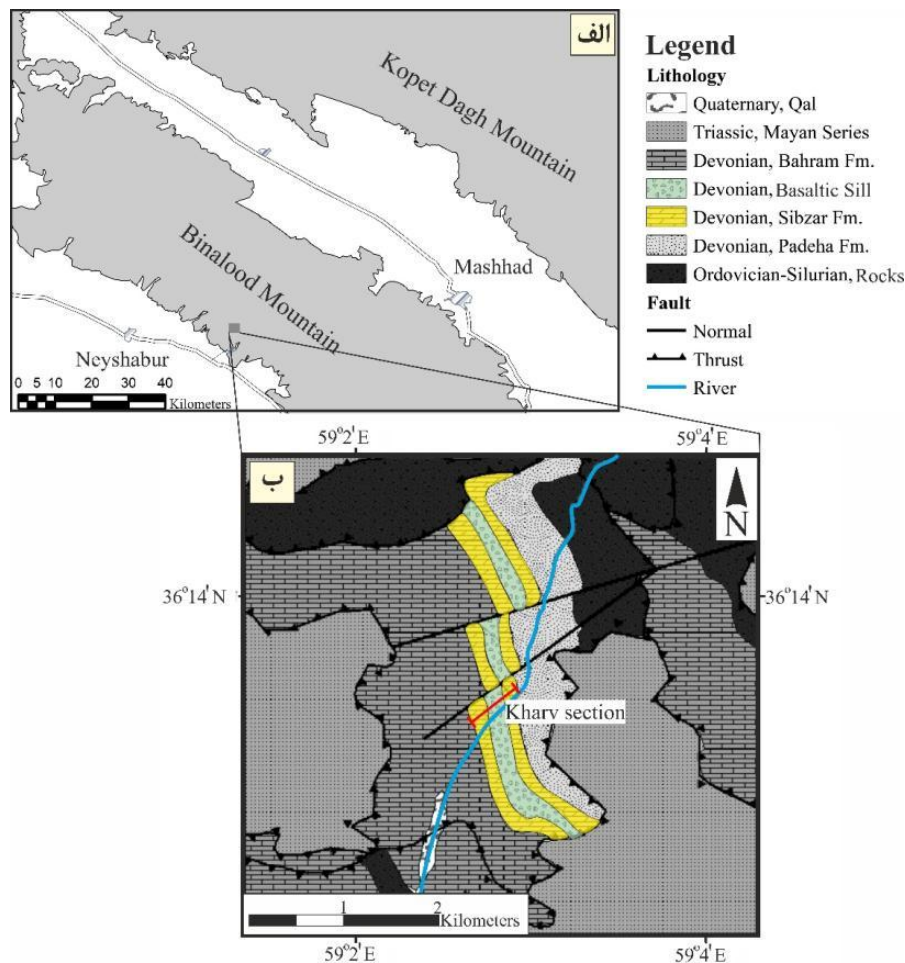 الف
Kopet Dagh Mountain
Binalood Mountain
Mashhad
Neyshabur
0 5 10 20 30 40
Kilometers
Legend
Lithology
Quaternary, Qal
Triassic, Mayan Series
Devonian, Bahram Fm.
Devonian, Basaltic Sill
Devonian, Sibzar Fm.
Devonian, Padeha Fm.
Ordovician-Silurian, Rocks
Fault
Normal
Thrust
River
59°2' E
59°4' E
ب
N
36°14' N
36°14' N
Kharv section
1 2
Kilometers
59°2' E
59°4' E